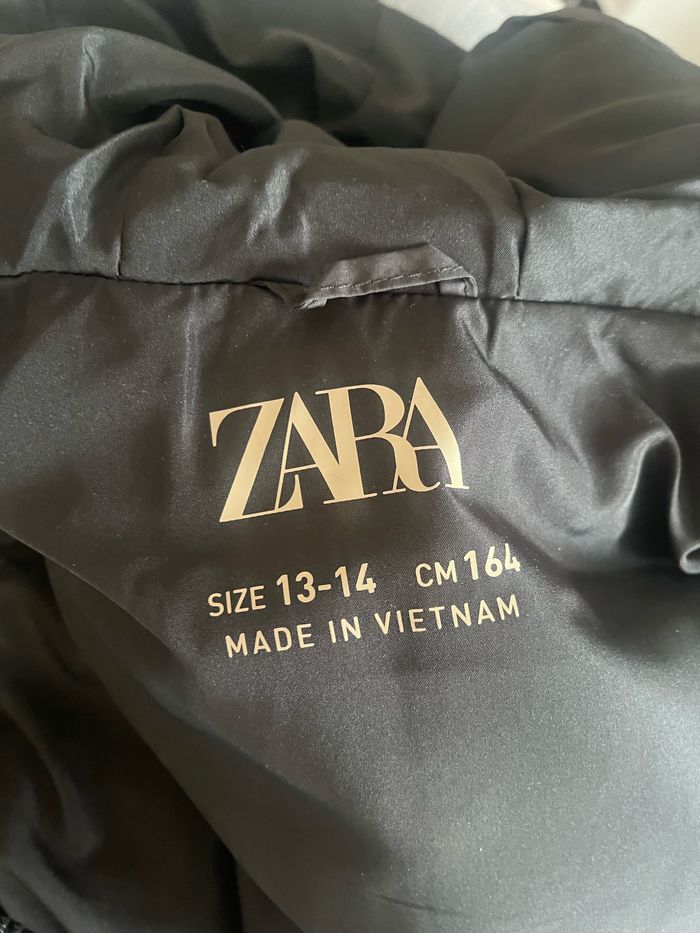 ZARA
SIZE 13-14 CM 164
MADE IN VIETNAM